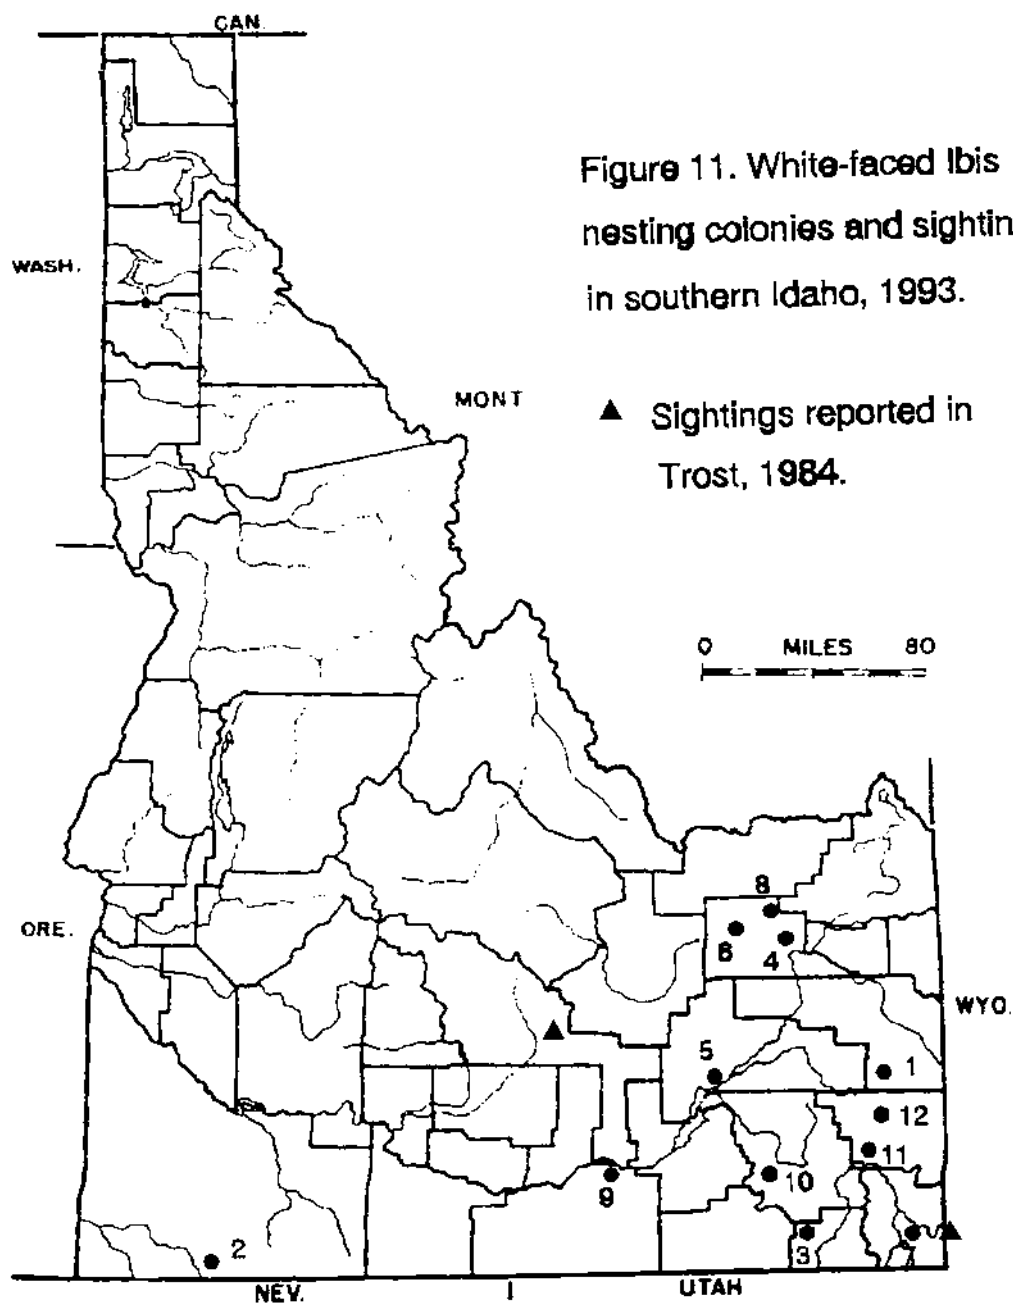 CAN.
Figure 11. White-faced Ibis
nesting colonies and sightin
in southern Idaho, 1993.
WASH.
MONT
▲ Sightings reported in
Trost, 1984.
0 MILES 80
8
6
4
ORE.
WYO.
5
1
12
11
10
9
3
2
NEV.
UTAH